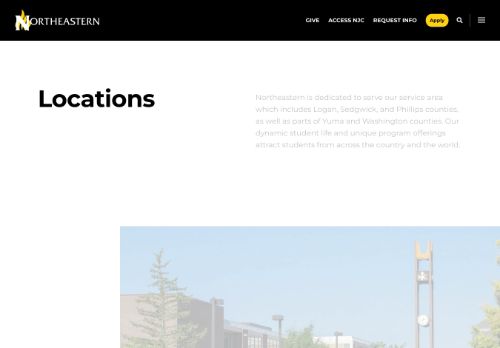 NORTHEASTERN
GIVE ACCESS NJC REQUEST INFO Apply
Locations
Northeastern is dedicated to serve our service area
which includes Logan, Sedgwick, and Phillips counties,
as well as parts of Yuma and Washington counties. Our
dynamic student life and unique program offerings
attract students from across the country and the world.